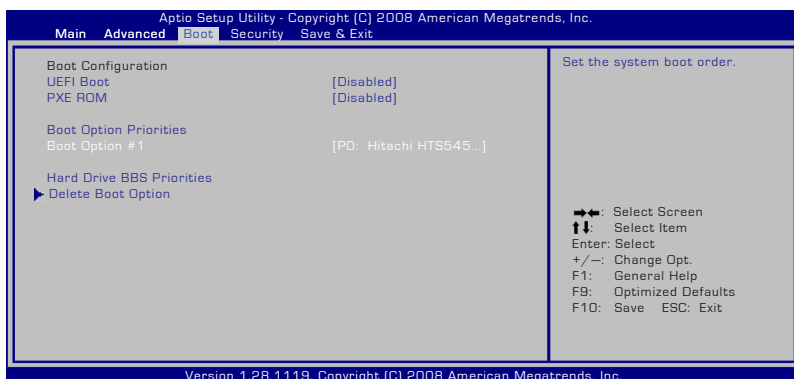 Aptio Setup Utility - Copyright (C) 2008 American Megatrends, Inc.
Main Advanced Boot Security Save & Exit
Boot Configuration
UEFI Boot [Disabled]
PXE ROM [Disabled]
Boot Option Priorities
Boot Option #1 [P0: Hitachi HTS545...]
Hard Drive BBS Priorities
Delete Boot Option
Set the system boot order.
→←: Select Screen
↑↓: Select Item
Enter: Select
+/—: Change Opt.
F1: General Help
F9: Optimized Defaults
F10: Save ESC: Exit
Version 1.28.1119. Copyright (C) 2008 American Megatrends, Inc.